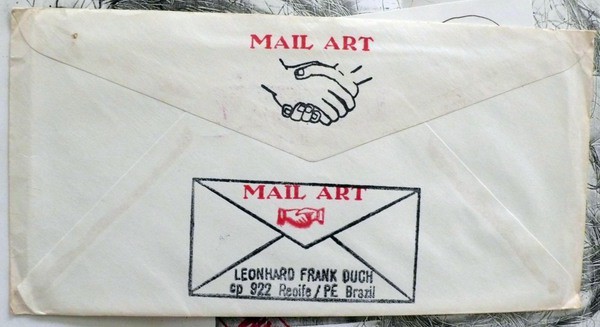 MAIL ART
MAIL ART
LEONHARD FRANK DUCH
cp 922 Recife / PE Brazil